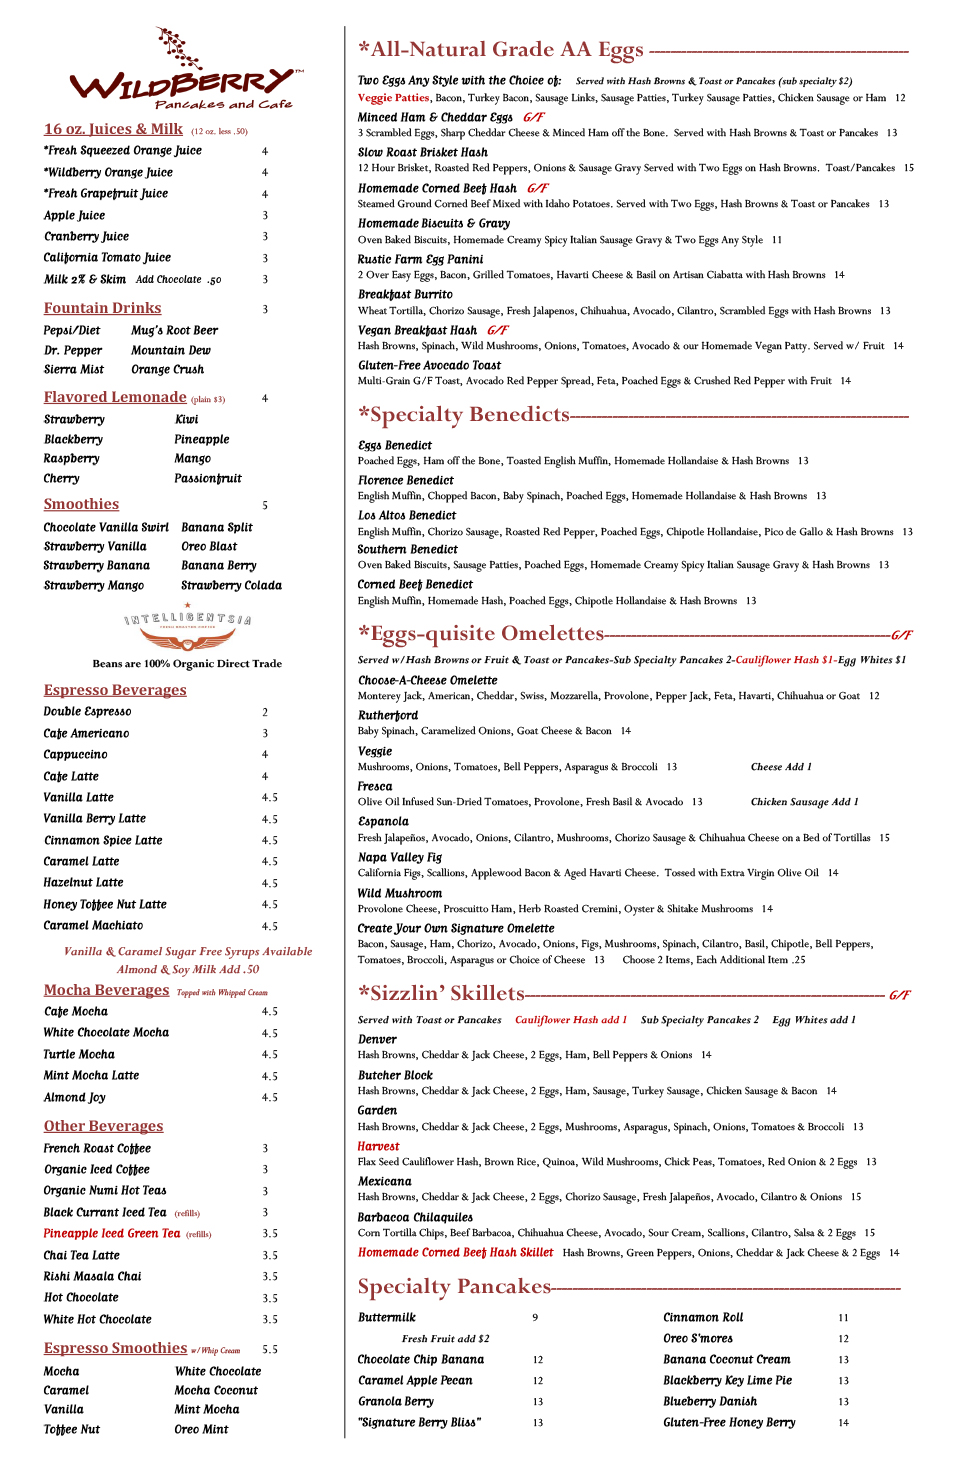 WILDBERRY™
Pancakes and Cafe
16 oz. Juices & Milk (12 oz. less .50)
*Fresh Squeezed Orange Juice 4
*Wildberry Orange Juice 4
*Fresh Grapefruit Juice 4
Apple Juice 3
Cranberry Juice 3
California Tomato Juice 3
Milk 2% & Skim Add Chocolate .50 3
Fountain Drinks 3
Pepsi/Diet Mug's Root Beer
Dr. Pepper Mountain Dew
Sierra Mist Orange Crush
Flavored Lemonade (plain $3) 4
Strawberry Kiwi
Blackberry Pineapple
Raspberry Mango
Cherry Passionfruit
Smoothies 5
Chocolate Vanilla Swirl Banana Split
Strawberry Vanilla Oreo Blast
Strawberry Banana Banana Berry
Strawberry Mango Strawberry Colada
INTELLIGENTSIA
FRESH ROASTED COFFEE
Beans are 100% Organic Direct Trade
Espresso Beverages
Double Espresso 2
Cafe Americano 3
Cappuccino 4
Cafe Latte 4
Vanilla Latte 4.5
Vanilla Berry Latte 4.5
Cinnamon Spice Latte 4.5
Caramel Latte 4.5
Hazelnut Latte 4.5
Honey Toffee Nut Latte 4.5
Caramel Machiato 4.5
Vanilla & Caramel Sugar Free Syrups Available
Almond & Soy Milk Add .50
Mocha Beverages Topped with Whipped Cream
Cafe Mocha 4.5
White Chocolate Mocha 4.5
Turtle Mocha 4.5
Mint Mocha Latte 4.5
Almond Joy 4.5
Other Beverages
French Roast Coffee 3
Organic Iced Coffee 3
Organic Numi Hot Teas 3
Black Currant Iced Tea (refills) 3
Pineapple Iced Green Tea (refills) 3.5
Chai Tea Latte 3.5
Rishi Masala Chai 3.5
Hot Chocolate 3.5
White Hot Chocolate 3.5
Espresso Smoothies w/Whip Cream 5.5
Mocha White Chocolate
Caramel Mocha Coconut
Vanilla Mint Mocha
Toffee Nut Oreo Mint
*All-Natural Grade AA Eggs
Two Eggs Any Style with the Choice of: Served with Hash Browns & Toast or Pancakes (sub specialty $2)
Veggie Patties, Bacon, Turkey Bacon, Sausage Links, Sausage Patties, Turkey Sausage Patties, Chicken Sausage or Ham 12
Minced Ham & Cheddar Eggs G/F
3 Scrambled Eggs, Sharp Cheddar Cheese & Minced Ham off the Bone. Served with Hash Browns & Toast or Pancakes 13
Slow Roast Brisket Hash
12 Hour Brisket, Roasted Red Peppers, Onions & Sausage Gravy Served with Two Eggs on Hash Browns. Toast/Pancakes 15
Homemade Corned Beef Hash G/F
Steamed Ground Corned Beef Mixed with Idaho Potatoes. Served with Two Eggs, Hash Browns & Toast or Pancakes 13
Homemade Biscuits & Gravy
Oven Baked Biscuits, Homemade Creamy Spicy Italian Sausage Gravy & Two Eggs Any Style 11
Rustic Farm Egg Panini
2 Over Easy Eggs, Bacon, Grilled Tomatoes, Havarti Cheese & Basil on Artisan Ciabatta with Hash Browns 14
Breakfast Burrito
Wheat Tortilla, Chorizo Sausage, Fresh Jalapenos, Chihuahua, Avocado, Cilantro, Scrambled Eggs with Hash Browns 13
Vegan Breakfast Hash G/F
Hash Browns, Spinach, Wild Mushrooms, Onions, Tomatoes, Avocado & our Homemade Vegan Patty. Served w/ Fruit 14
Gluten-Free Avocado Toast
Multi-Grain G/F Toast, Avocado Red Pepper Spread, Feta, Poached Eggs & Crushed Red Pepper with Fruit 14
*Specialty Benedicts
Eggs Benedict
Poached Eggs, Ham off the Bone, Toasted English Muffin, Homemade Hollandaise & Hash Browns 13
Florence Benedict
English Muffin, Chopped Bacon, Baby Spinach, Poached Eggs, Homemade Hollandaise & Hash Browns 13
Los Altos Benedict
English Muffin, Chorizo Sausage, Roasted Red Pepper, Poached Eggs, Chipotle Hollandaise, Pico de Gallo & Hash Browns 13
Southern Benedict
Oven Baked Biscuits, Sausage Patties, Poached Eggs, Homemade Creamy Spicy Italian Sausage Gravy & Hash Browns 13
Corned Beef Benedict
English Muffin, Homemade Hash, Poached Eggs, Chipotle Hollandaise & Hash Browns 13
*Eggs-quisite Omelettes G/F
Served w/Hash Browns or Fruit & Toast or Pancakes-Sub Specialty Pancakes 2-Cauliflower Hash $1-Egg Whites $1
Choose-A-Cheese Omelette
Monterey Jack, American, Cheddar, Swiss, Mozzarella, Provolone, Pepper Jack, Feta, Havarti, Chihuahua or Goat 12
Rutherford
Baby Spinach, Caramelized Onions, Goat Cheese & Bacon 14
Veggie
Mushrooms, Onions, Tomatoes, Bell Peppers, Asparagus & Broccoli 13 Cheese Add 1
Fresca
Olive Oil Infused Sun-Dried Tomatoes, Provolone, Fresh Basil & Avocado 13 Chicken Sausage Add 1
Espanola
Fresh Jalapeños, Avocado, Onions, Cilantro, Mushrooms, Chorizo Sausage & Chihuahua Cheese on a Bed of Tortillas 15
Napa Valley Fig
California Figs, Scallions, Applewood Bacon & Aged Havarti Cheese. Tossed with Extra Virgin Olive Oil 14
Wild Mushroom
Provolone Cheese, Proscuitto Ham, Herb Roasted Cremini, Oyster & Shitake Mushrooms 14
Create Your Own Signature Omelette
Bacon, Sausage, Ham, Chorizo, Avocado, Onions, Figs, Mushrooms, Spinach, Cilantro, Basil, Chipotle, Bell Peppers,
Tomatoes, Broccoli, Asparagus or Choice of Cheese 13 Choose 2 Items, Each Additional Item .25
*Sizzlin' Skillets G/F
Served with Toast or Pancakes Cauliflower Hash add 1 Sub Specialty Pancakes 2 Egg Whites add 1
Denver
Hash Browns, Cheddar & Jack Cheese, 2 Eggs, Ham, Bell Peppers & Onions 14
Butcher Block
Hash Browns, Cheddar & Jack Cheese, 2 Eggs, Ham, Sausage, Turkey Sausage, Chicken Sausage & Bacon 14
Garden
Hash Browns, Cheddar & Jack Cheese, 2 Eggs, Mushrooms, Asparagus, Spinach, Onions, Tomatoes & Broccoli 13
Harvest
Flax Seed Cauliflower Hash, Brown Rice, Quinoa, Wild Mushrooms, Chick Peas, Tomatoes, Red Onion & 2 Eggs 13
Mexicana
Hash Browns, Cheddar & Jack Cheese, 2 Eggs, Chorizo Sausage, Fresh Jalapeños, Avocado, Cilantro & Onions 15
Barbacoa Chilaquiles
Corn Tortilla Chips, Beef Barbacoa, Chihuahua Cheese, Avocado, Sour Cream, Scallions, Cilantro, Salsa & 2 Eggs 15
Homemade Corned Beef Hash Skillet Hash Browns, Green Peppers, Onions, Cheddar & Jack Cheese & 2 Eggs 14
Specialty Pancakes
Buttermilk 9 Cinnamon Roll 11
Fresh Fruit add $2 Oreo S'mores 12
Chocolate Chip Banana 12 Banana Coconut Cream 13
Caramel Apple Pecan 12 Blackberry Key Lime Pie 13
Granola Berry 13 Blueberry Danish 13
"Signature Berry Bliss" 13 Gluten-Free Honey Berry 14